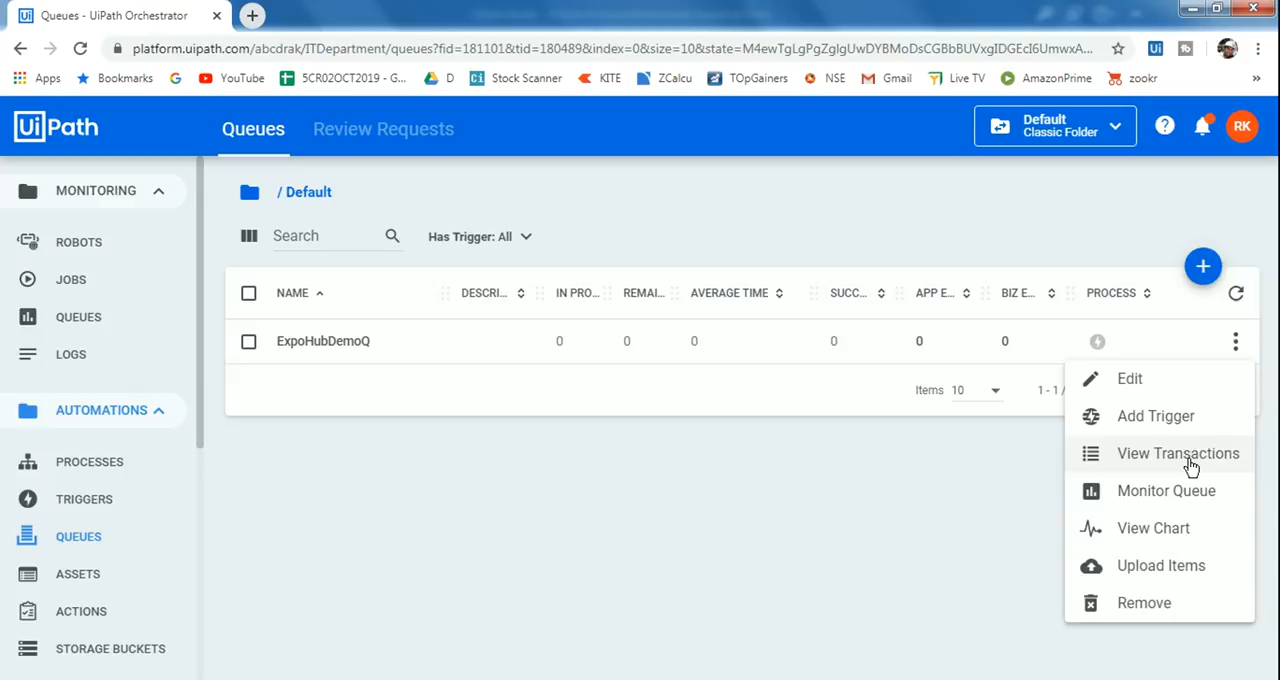 Ui Queues - UiPath Orchestrator
platform.uipath.com/abcdrak/ITDepartment/queues?fid=181101&tid=180489&index=0&size=10&state=M4ewTgLgPgZglgUwDYBMoDsCGBbBUVxgIDGEcI6UmwxA...
Apps Bookmarks G YouTube 5CR02OCT2019 - G... D Ci Stock Scanner KITE ZCalcu TOpGainers NSE Gmail Live TV AmazonPrime zookr »
UiPath Queues Review Requests Default ? RK
Classic Folder
MONITORING
ROBOTS
JOBS
QUEUES
LOGS
AUTOMATIONS
PROCESSES
TRIGGERS
QUEUES
ASSETS
ACTIONS
STORAGE BUCKETS
/ Default
Search Has Trigger: All
+
NAME DESCRI... IN PRO... REMAI... AVERAGE TIME SUCC... APP E... BIZ E... PROCESS
ExpoHubDemoQ 0 0 0 0 0 0
Items 10 1 - 1 /
Edit
Add Trigger
View Transactions
Monitor Queue
View Chart
Upload Items
Remove